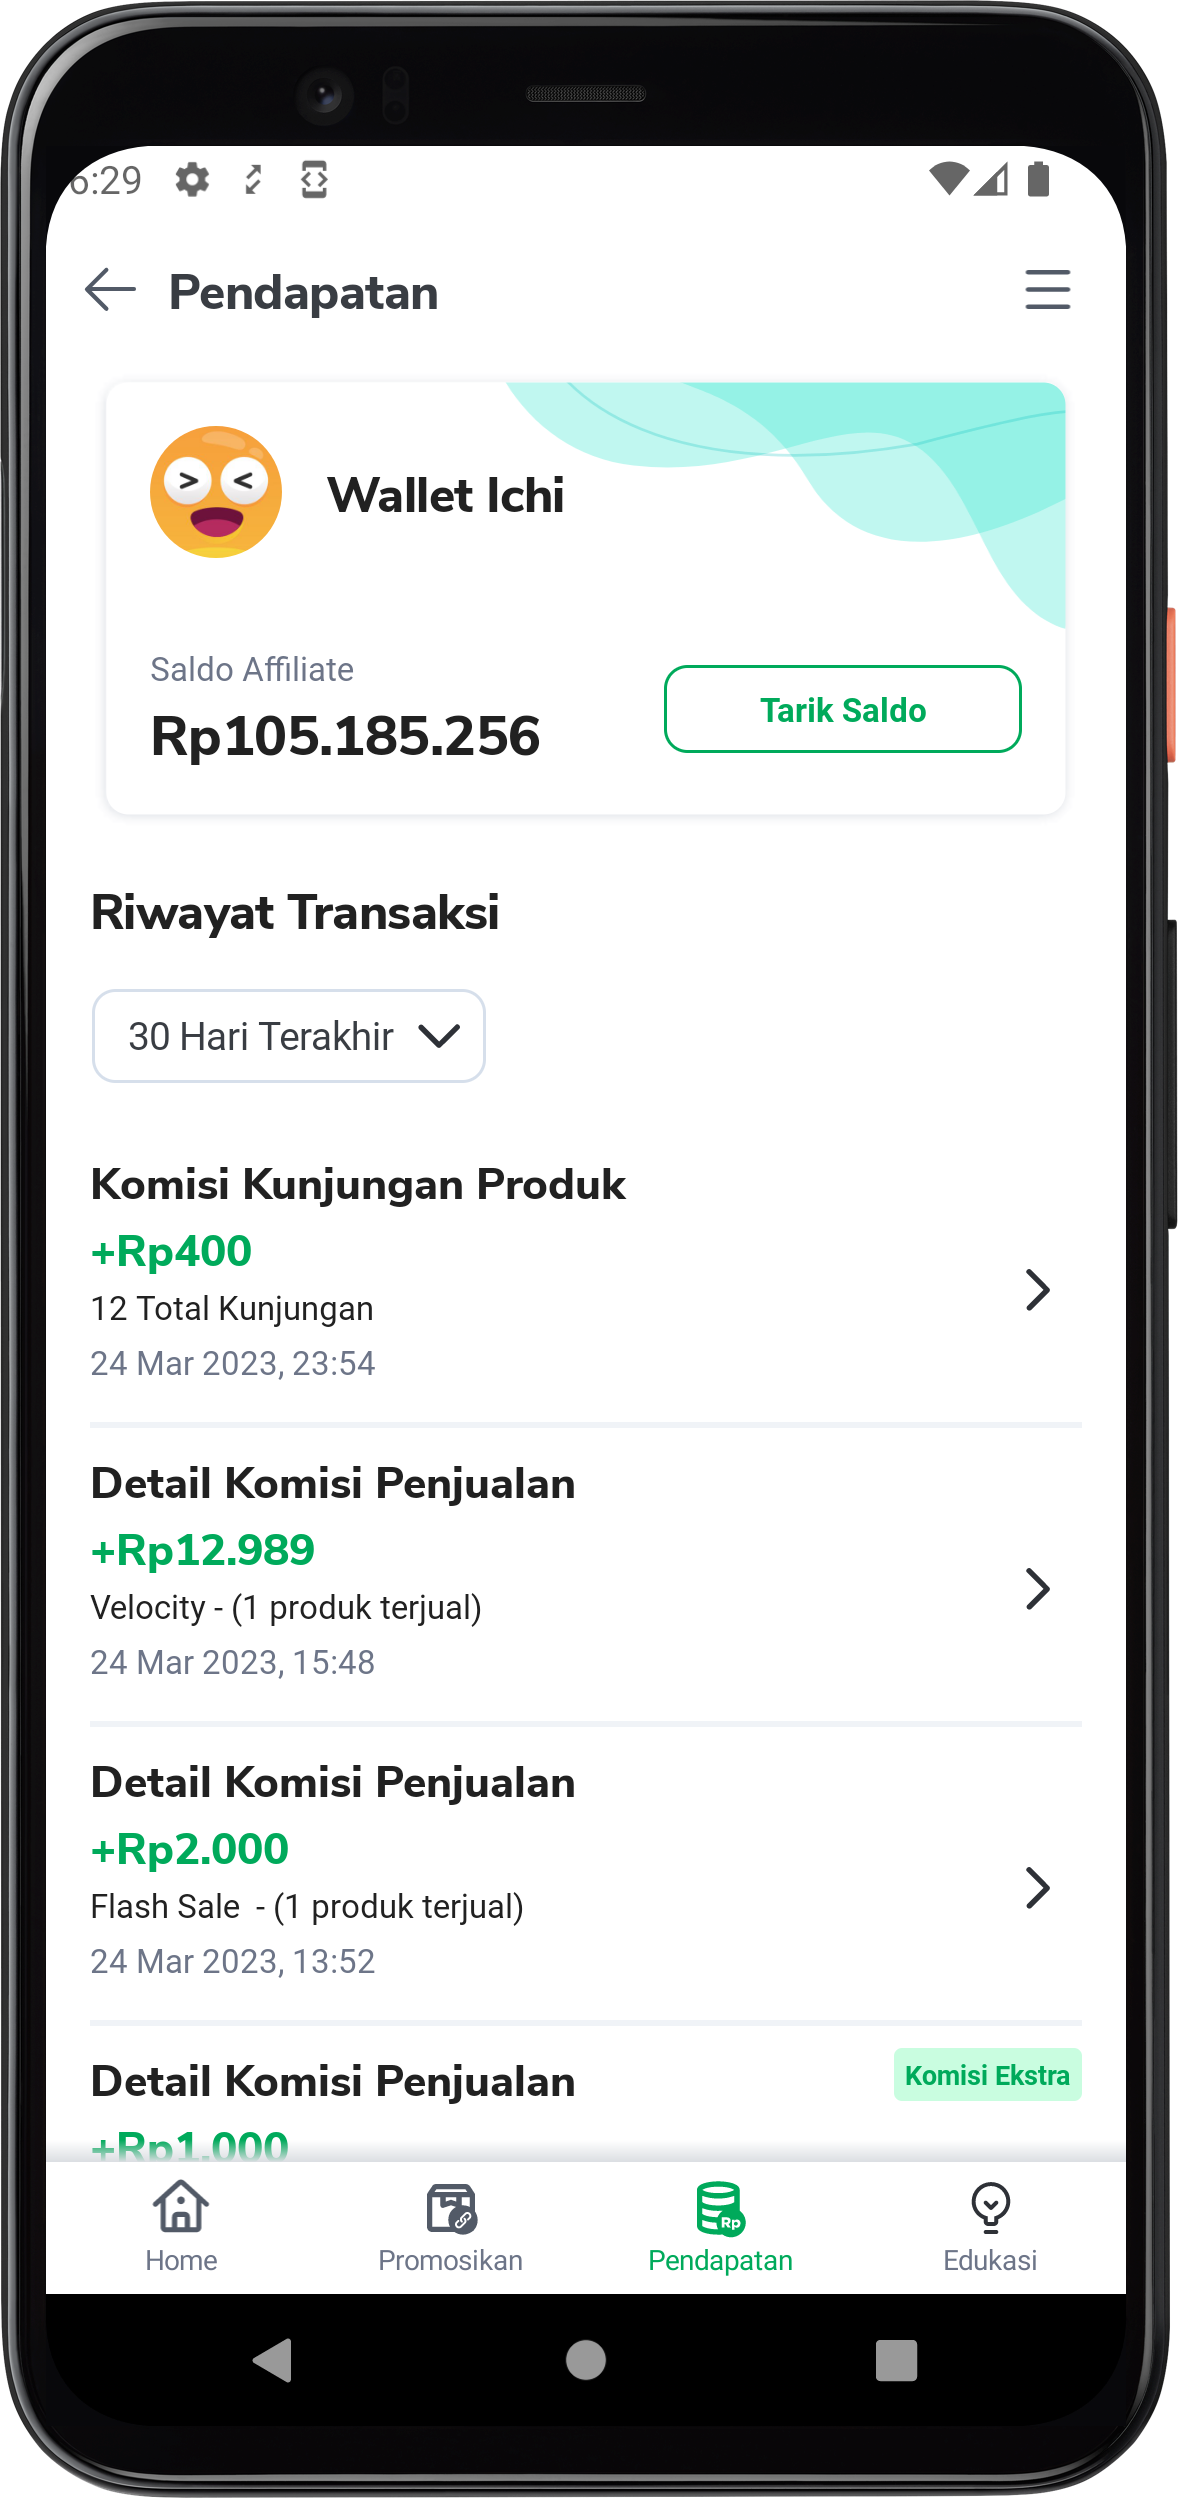 6:29
Pendapatan
Wallet Ichi
Saldo Affiliate
Rp105.185.256
Tarik Saldo
Riwayat Transaksi
30 Hari Terakhir
Komisi Kunjungan Produk
+Rp400
12 Total Kunjungan
24 Mar 2023, 23:54
Detail Komisi Penjualan
+Rp12.989
Velocity - (1 produk terjual)
24 Mar 2023, 15:48
Detail Komisi Penjualan
+Rp2.000
Flash Sale  - (1 produk terjual)
24 Mar 2023, 13:52
Detail Komisi Penjualan
Komisi Ekstra
+Rp1.000
Rp
Home
Promosikan
Pendapatan
Edukasi